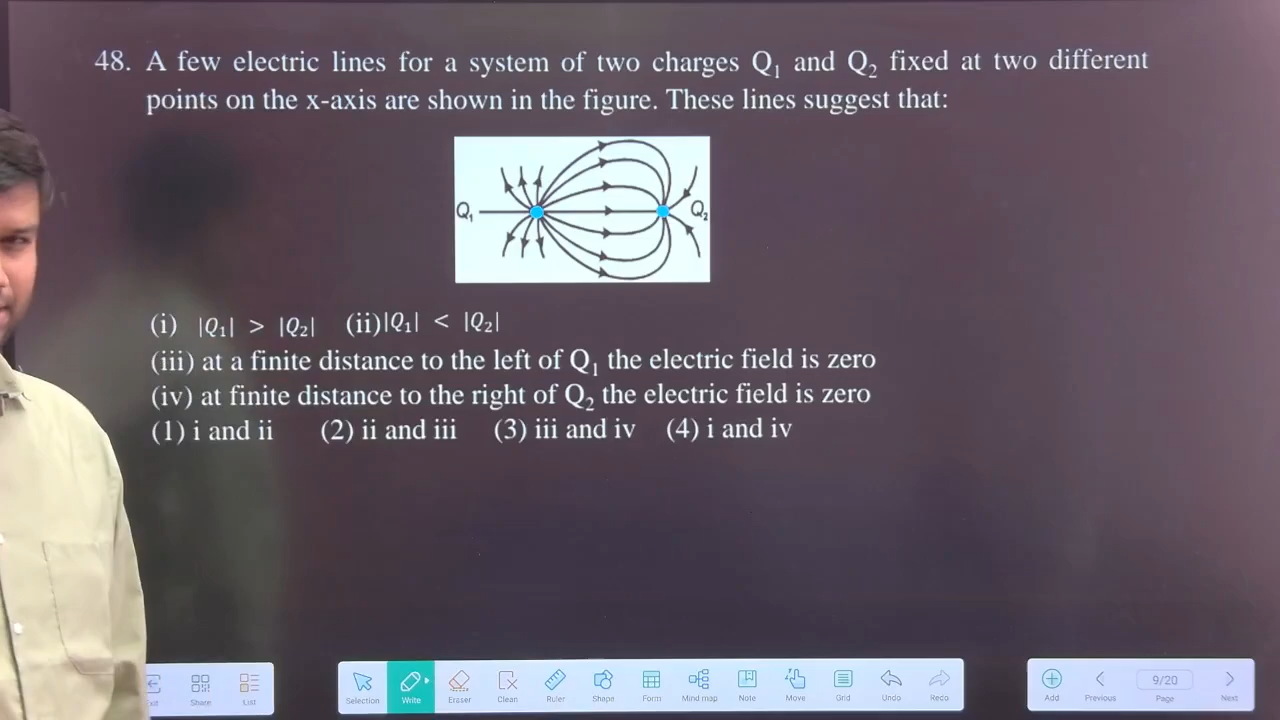 48. A few electric lines for a system of two charges Q₁ and Q₂ fixed at two different
points on the x-axis are shown in the figure. These lines suggest that:
Q₁ Q₂
(i) |Q₁| > |Q₂| (ii)|Q₁| < |Q₂|
(iii) at a finite distance to the left of Q₁ the electric field is zero
(iv) at finite distance to the right of Q₂ the electric field is zero
(1) i and ii (2) ii and iii (3) iii and iv (4) i and iv
Share List Selection Write Eraser Clean Ruler Shape Form Mind map Note Move Grid Undo Redo Add Previous 9/20 Page Next